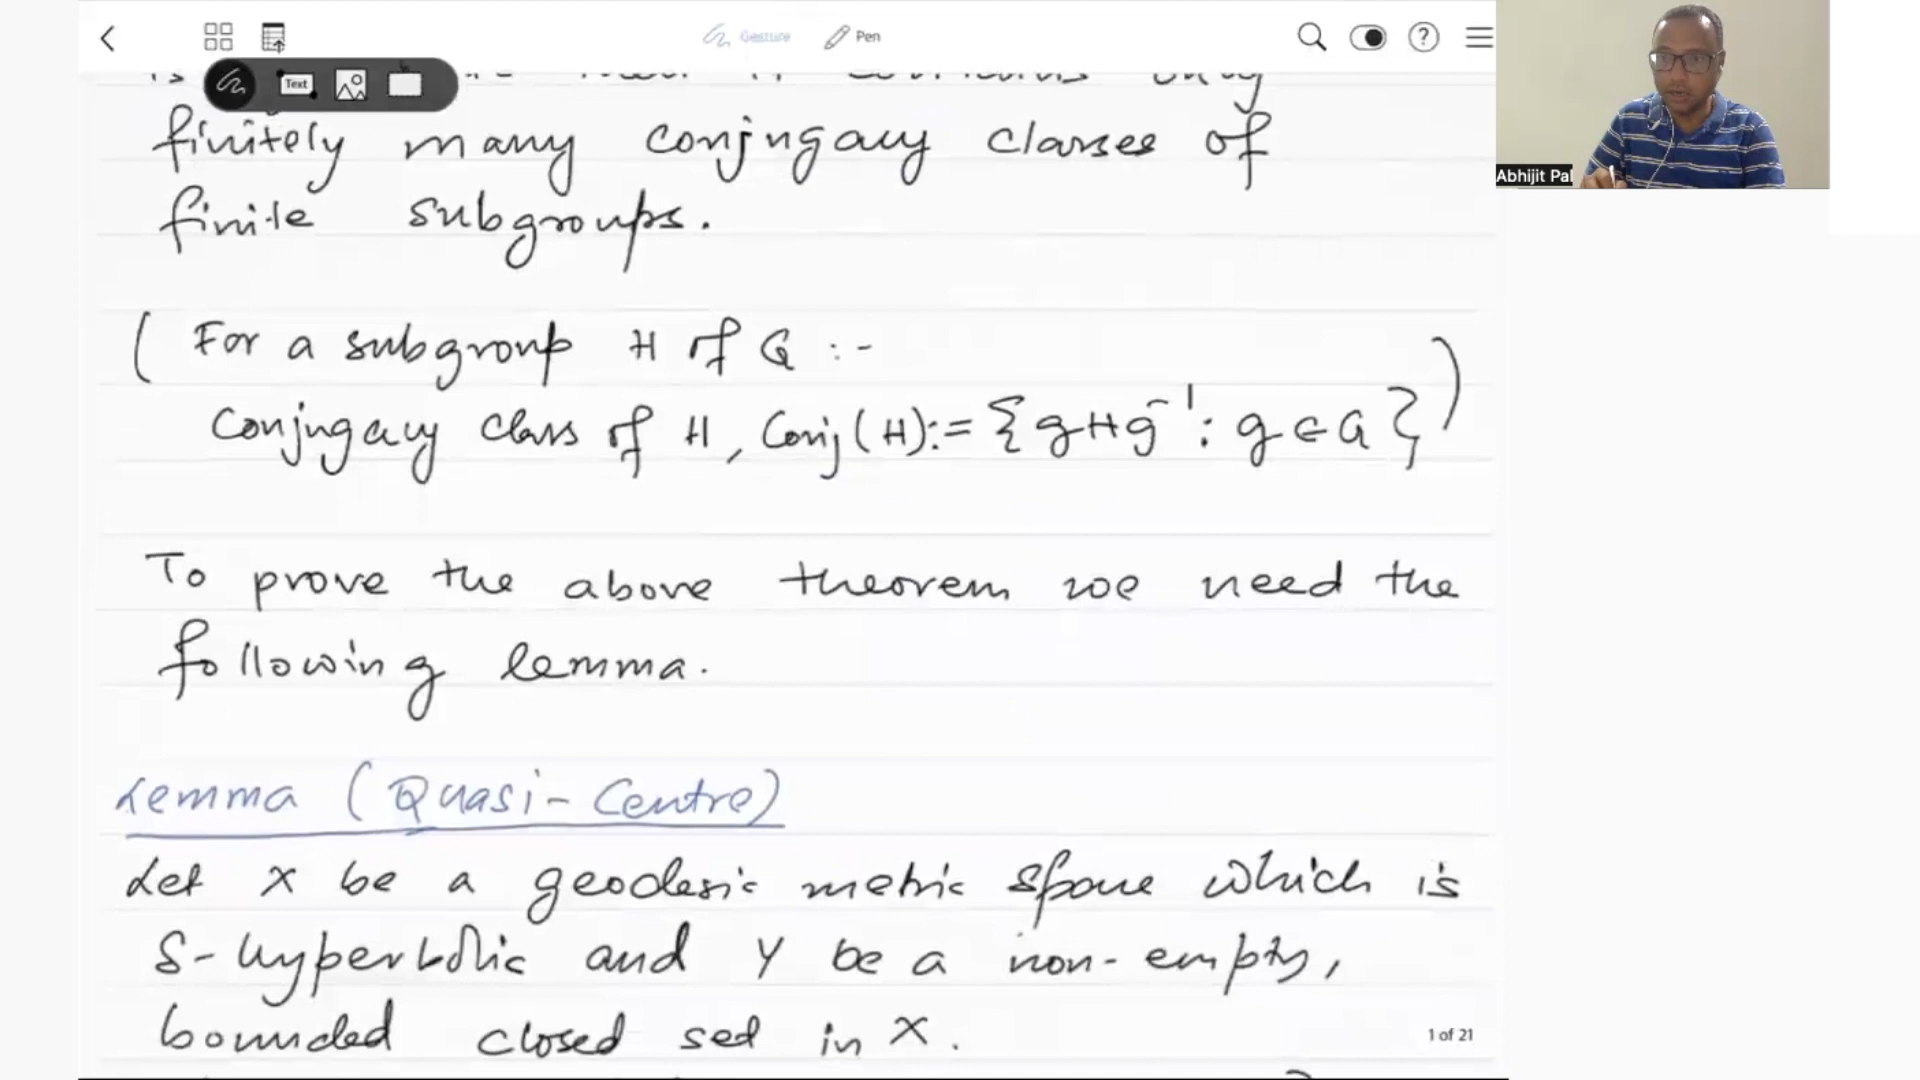 Gesture Pen
Text
finitely many conjugacy classes of
finite subgroups.
( For a subgroup H of G :-
Conjugacy class of H, Conj(H):= {gHg⁻¹: g ∈ G} )
To prove the above theorem we need the
following lemma.
Lemma (Quasi-Centre)
Let X be a geodesic metric space which is
δ-hyperbolic and Y be a non-empty,
bounded closed set in X.
1 of 21
Abhijit Pal